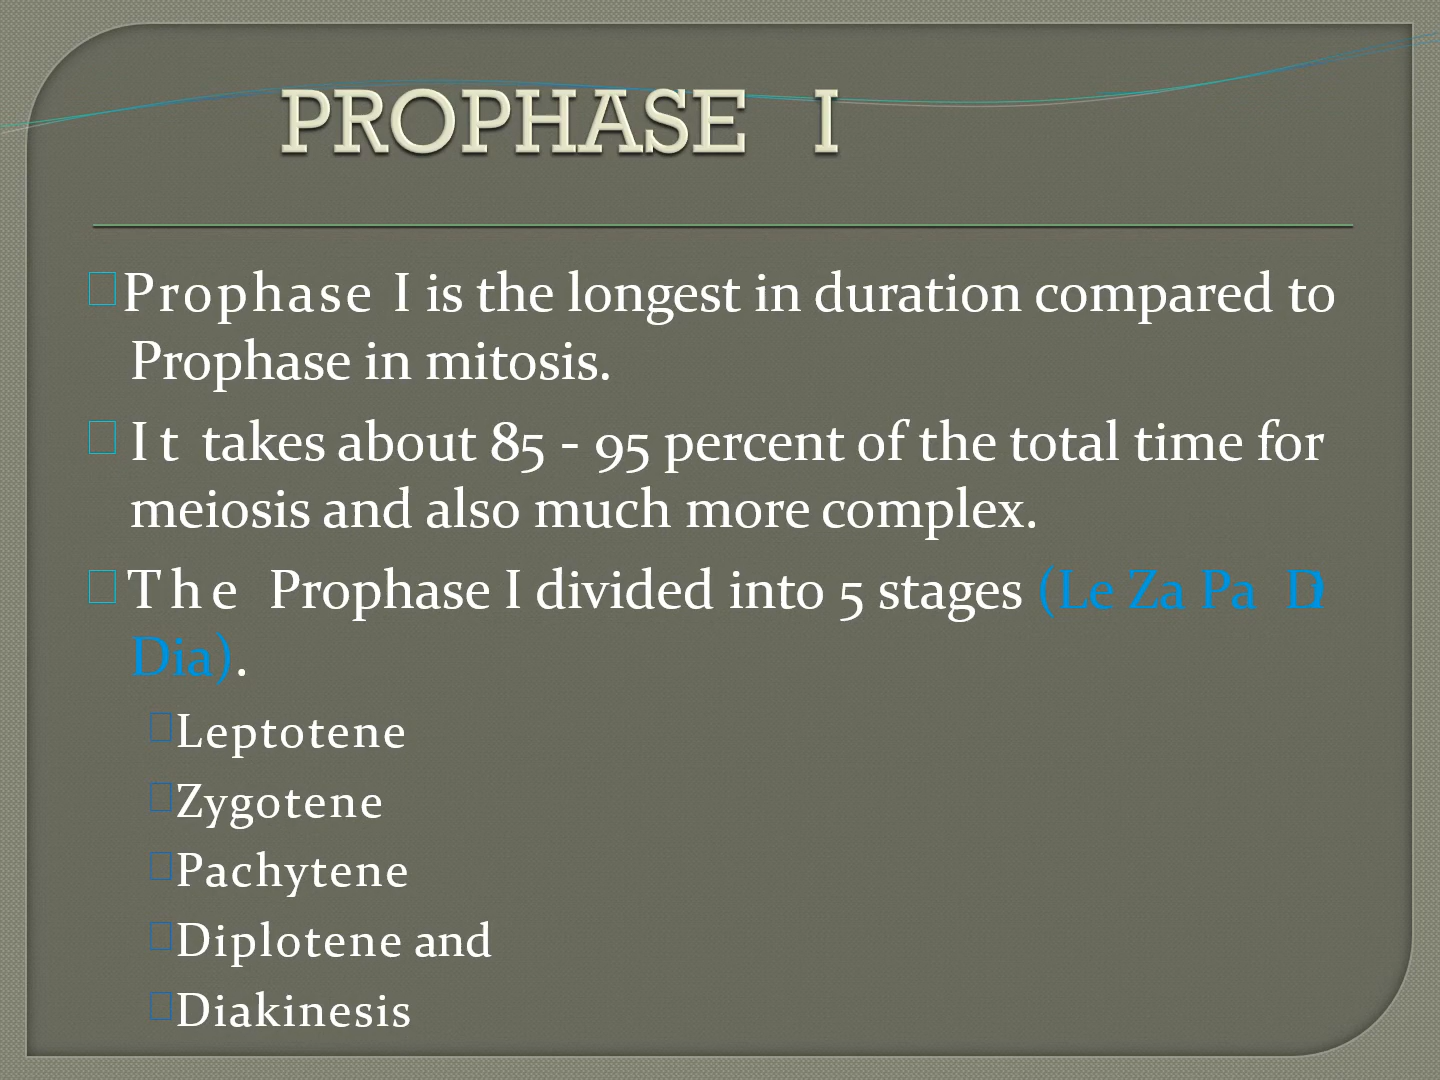 PROPHASE I
Prophase I is the longest in duration compared to
Prophase in mitosis.
It takes about 85 - 95 percent of the total time for
meiosis and also much more complex.
The Prophase I divided into 5 stages (Le Za Pa
Dia).
Leptotene
Zygotene
Pachytene
Diplotene and
Diakinesis